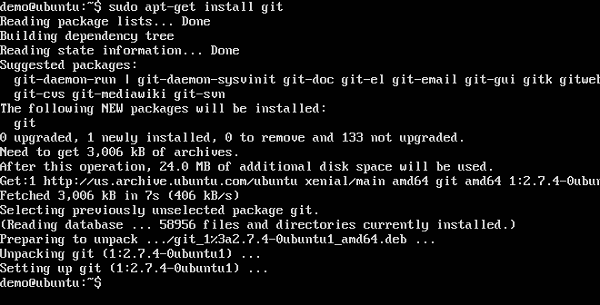 demo@ubuntu:~$ sudo apt-get install git
Reading package lists... Done
Building dependency tree
Reading state information... Done
Suggested packages:
  git-daemon-run | git-daemon-sysvinit git-doc git-el git-email git-gui gitk gitweb
  git-cvs git-mediawiki git-svn
The following NEW packages will be installed:
  git
0 upgraded, 1 newly installed, 0 to remove and 133 not upgraded.
Need to get 3,006 kB of archives.
After this operation, 24.0 MB of additional disk space will be used.
Get:1 http://us.archive.ubuntu.com/ubuntu xenial/main amd64 git amd64 1:2.7.4-0ubun
Fetched 3,006 kB in 7s (406 kB/s)
Selecting previously unselected package git.
(Reading database ... 58956 files and directories currently installed.)
Preparing to unpack .../git_1%3a2.7.4-0ubuntu1_amd64.deb ...
Unpacking git (1:2.7.4-0ubuntu1) ...
Setting up git (1:2.7.4-0ubuntu1) ...
demo@ubuntu:~$